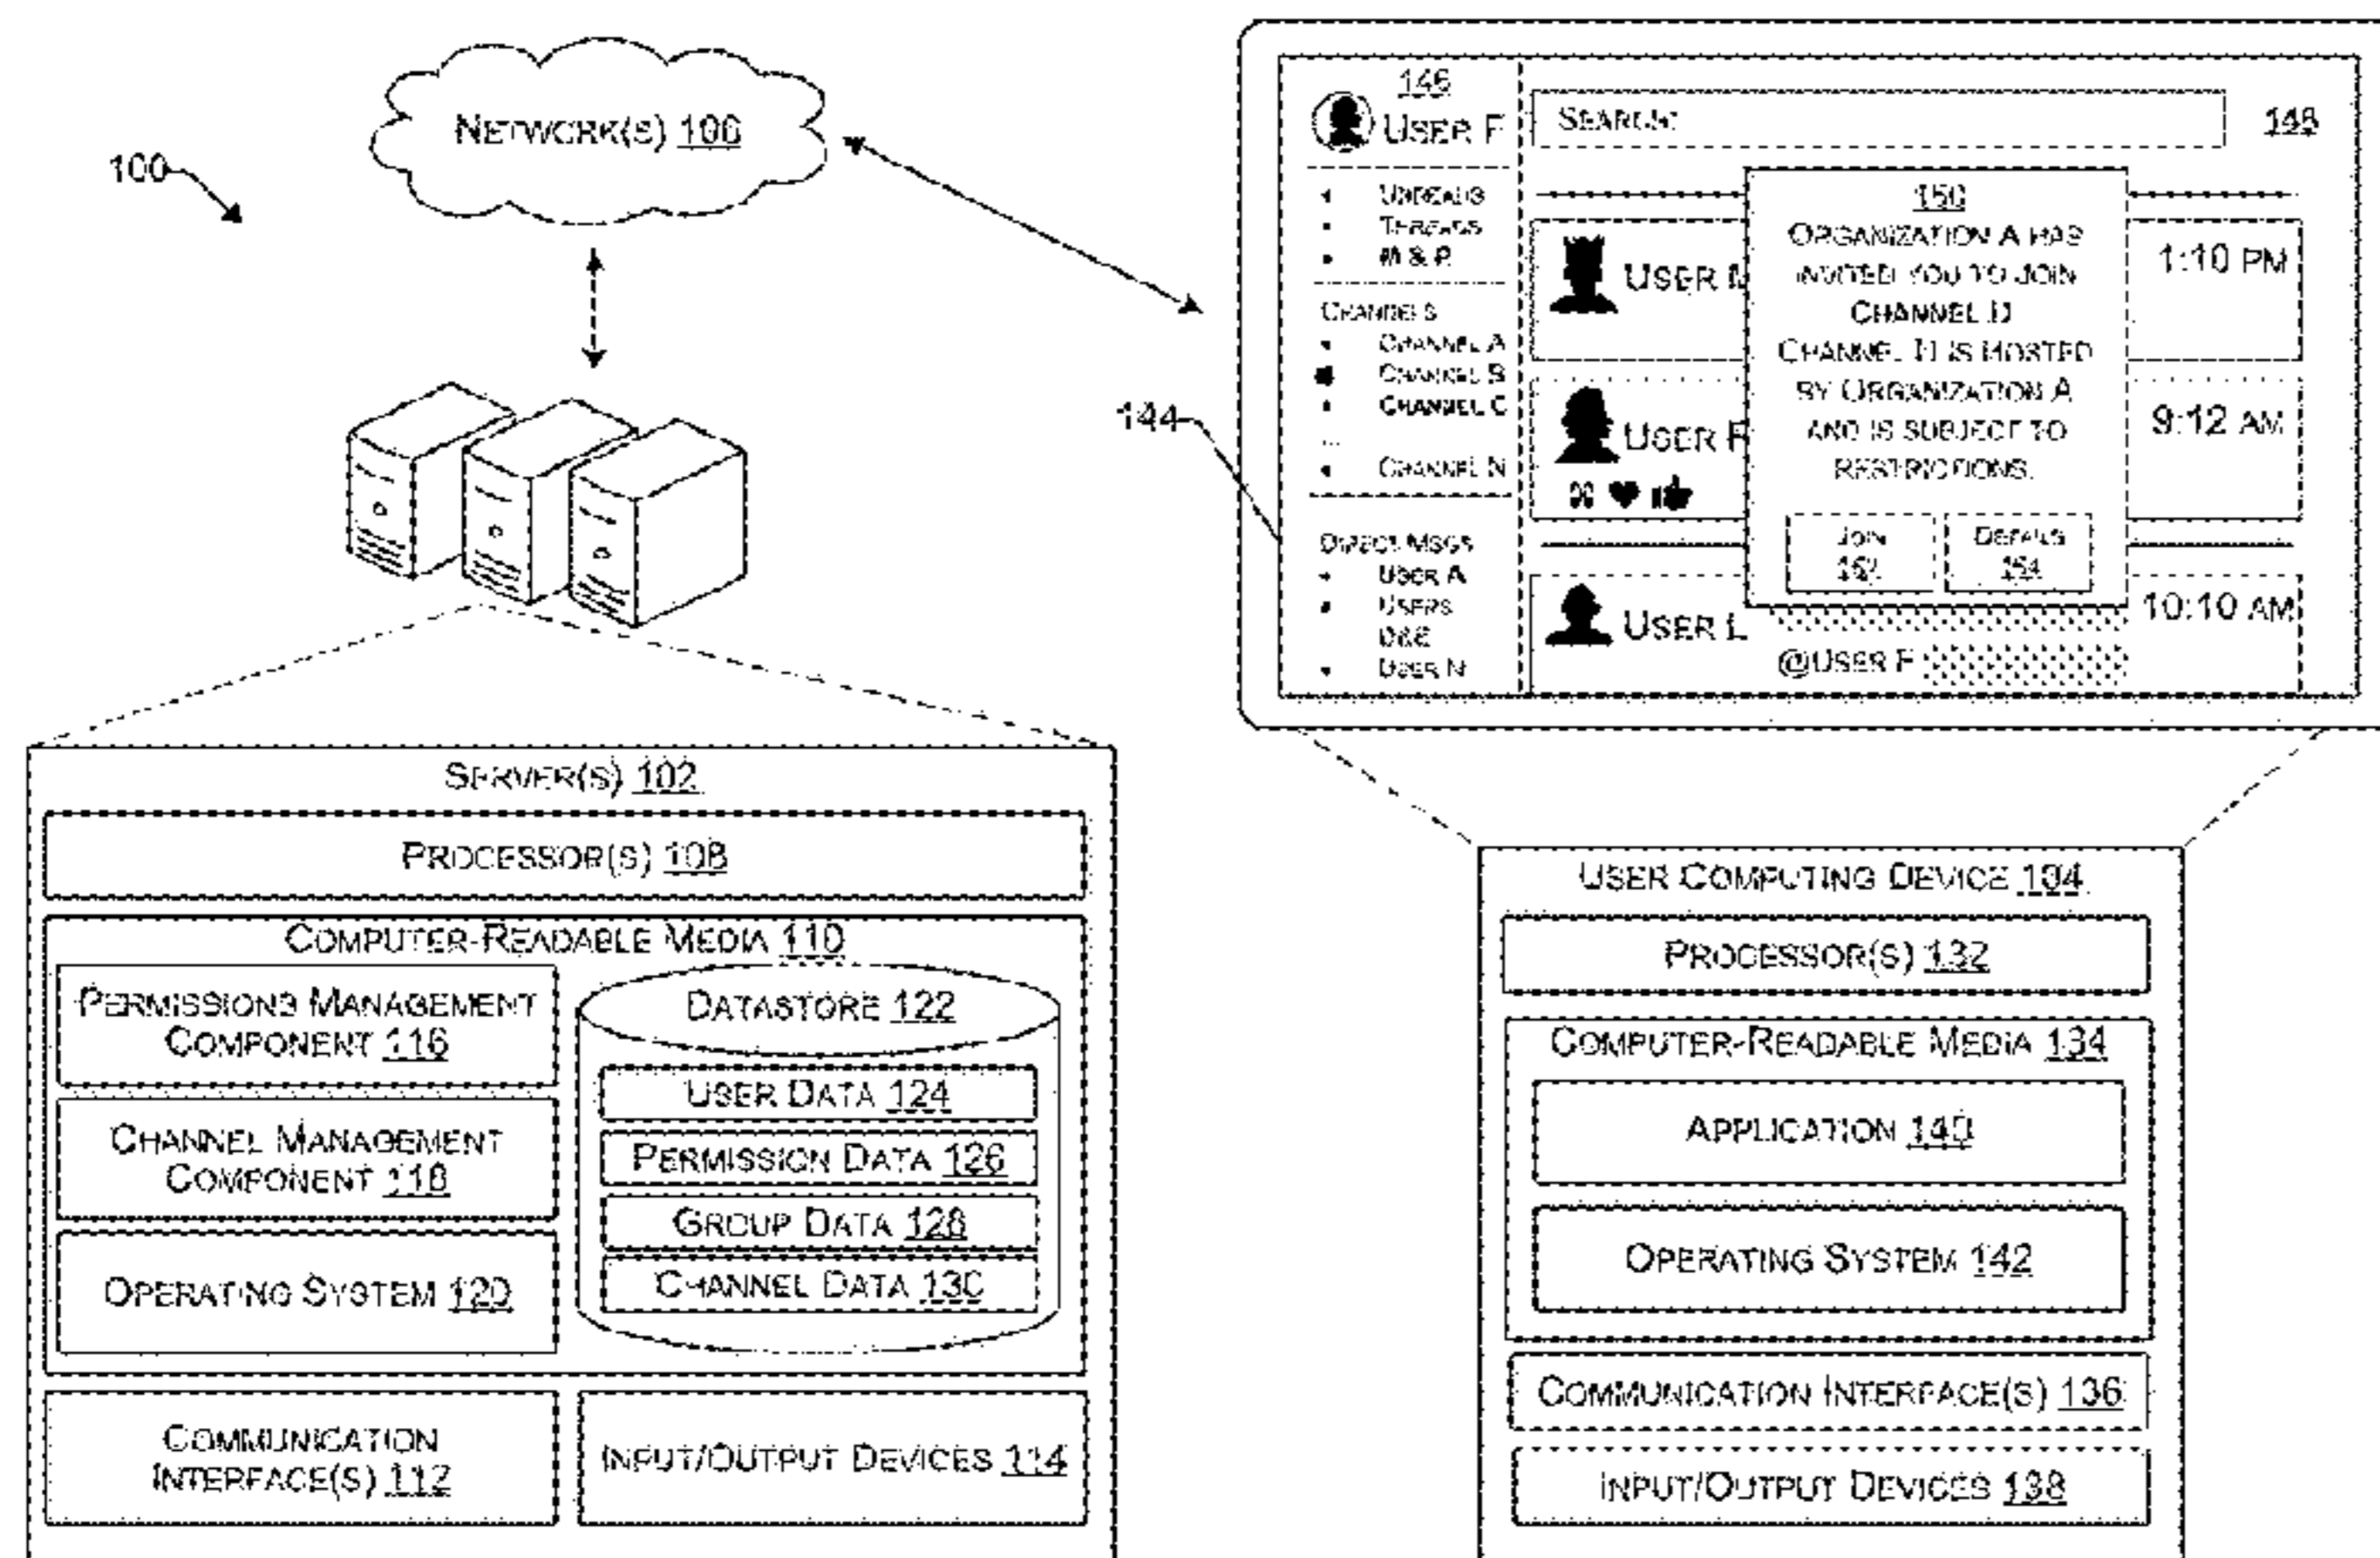 NETWORK(S) 106
100
SERVER(S) 102
PROCESSOR(S) 108
COMPUTER-READABLE MEDIA 110
PERMISSIONS MANAGEMENT
COMPONENT 116
CHANNEL MANAGEMENT
COMPONENT 118
OPERATING SYSTEM 120
DATASTORE 122
USER DATA 124
PERMISSION DATA 126
GROUP DATA 128
CHANNEL DATA 130
COMMUNICATION
INTERFACE(S) 112
INPUT/OUTPUT DEVICES 114
144
146
USER F
UNREADS
THREADS
M & R
CHANNELS
CHANNEL A
CHANNEL B
CHANNEL C
...
CHANNEL N
DIRECT MSGS
USER A
USERS
D&E
USER N
SEARCH
148
USER M
1:10 PM
USER
9:12 AM
USER L
10:10 AM
@USER F
150
ORGANIZATION A HAS
INVITED YOU TO JOIN
CHANNEL D
CHANNEL D IS HOSTED
BY ORGANIZATION A
AND IS SUBJECT TO
RESTRICTIONS.
JOIN
152
DETAILS
154
USER COMPUTING DEVICE 104
PROCESSOR(S) 132
COMPUTER-READABLE MEDIA 134
APPLICATION 140
OPERATING SYSTEM 142
COMMUNICATION INTERFACE(S) 136
INPUT/OUTPUT DEVICES 138